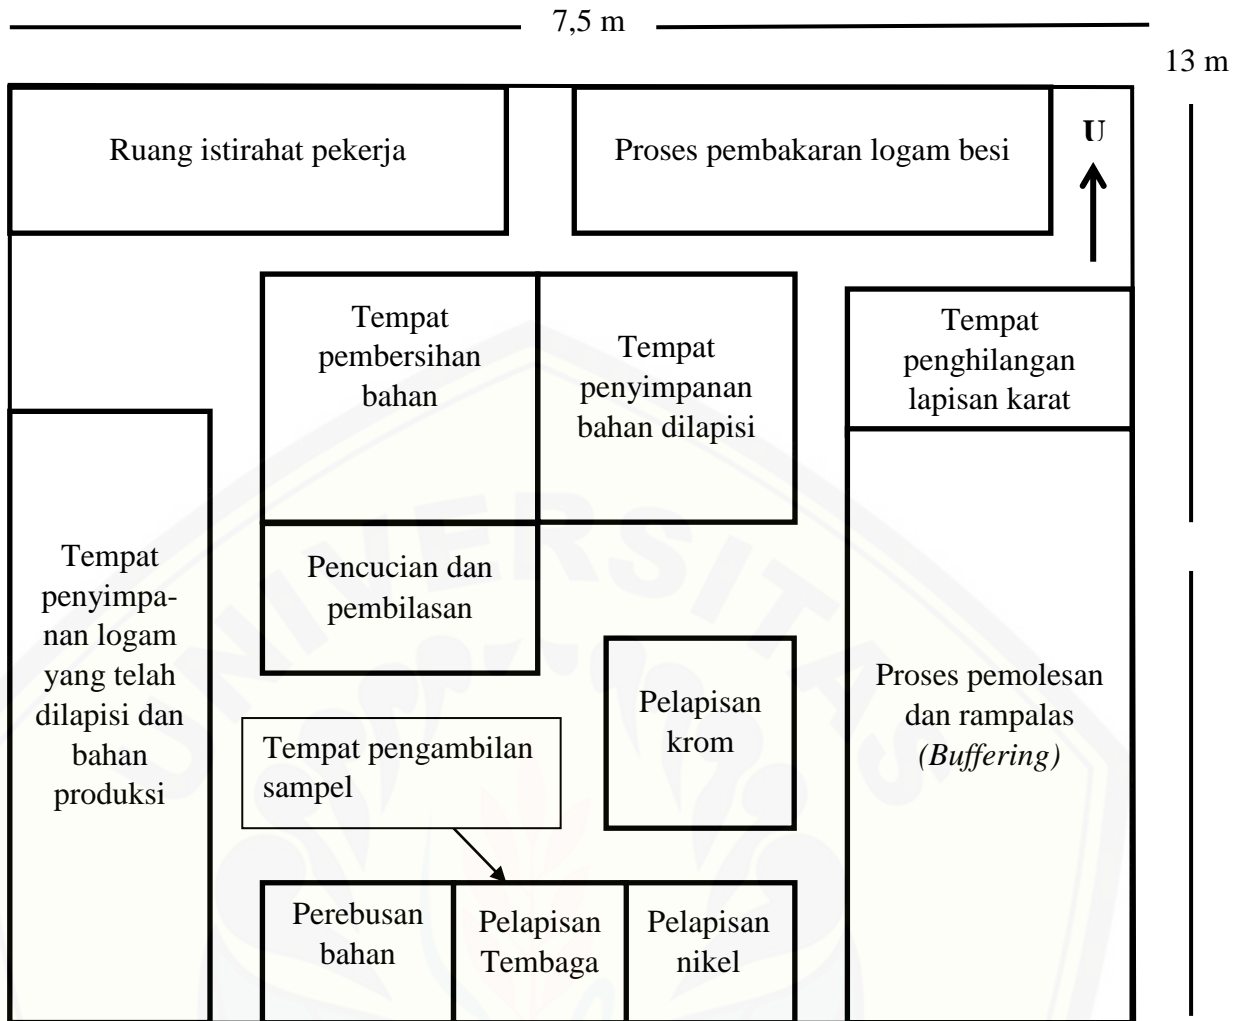 7,5 m
13 m
Ruang istirahat pekerja
Proses pembakaran logam besi
U
Tempat
pembersihan
bahan
Tempat
penyimpanan
bahan dilapisi
Tempat
penghilangan
lapisan karat
Tempat
penyimpa-
nan logam
yang telah
dilapisi dan
bahan
produksi
Pencucian dan
pembilasan
Pelapisan
krom
Proses pemolesan
dan rampalas
(Buffering)
Tempat pengambilan
sampel
Perebusan
bahan
Pelapisan
Tembaga
Pelapisan
nikel
UNIVERSITAS